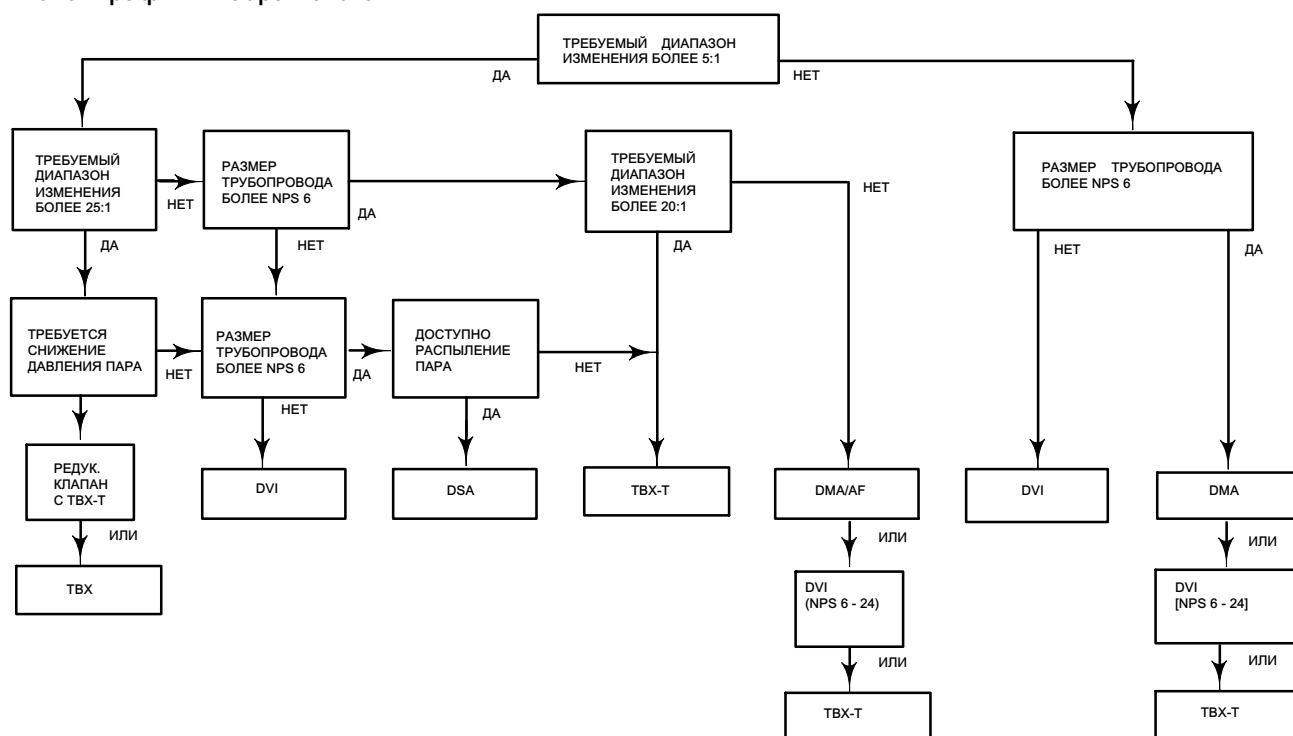 ТРЕБУЕМЫЙ ДИАПАЗОН
ИЗМЕНЕНИЯ БОЛЕЕ 5:1
ДА
НЕТ
ТРЕБУЕМЫЙ
ДИАПАЗОН
ИЗМЕНЕНИЯ
БОЛЕЕ 25:1
НЕТ
ДА
РАЗМЕР
ТРУБОПРОВОДА
БОЛЕЕ NPS 6
ДА
НЕТ
ТРЕБУЕМЫЙ
ДИАПАЗОН
ИЗМЕНЕНИЯ
БОЛЕЕ 20:1
НЕТ
ДА
РАЗМЕР ТРУБОПРОВОДА
БОЛЕЕ NPS 6
НЕТ
ДА
ТРЕБУЕТСЯ
СНИЖЕНИЕ
ДАВЛЕНИЯ ПАРА
НЕТ
РАЗМЕР
ТРУБОПРОВОДА
БОЛЕЕ NPS 6
ДА
НЕТ
ДОСТУПНО
РАСПЫЛЕНИЕ
ПАРА
НЕТ
ДА
РЕДУК.
КЛАПАН
С TBX-T
ИЛИ
TBX
DVI
DSA
TBX-T
DMA/AF
ИЛИ
DVI
(NPS 6 - 24)
ИЛИ
TBX-T
DVI
DMA
ИЛИ
DVI
[NPS 6 - 24]
ИЛИ
TBX-T